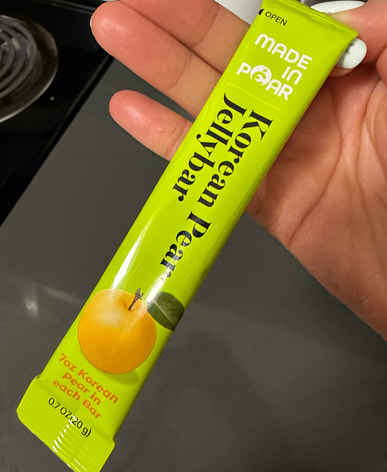 OPEN
MADE
IN
PEAR
Korean Pear
Jellybar
7oz Korean
pear in
each Bar
0.7 OZ(20g)